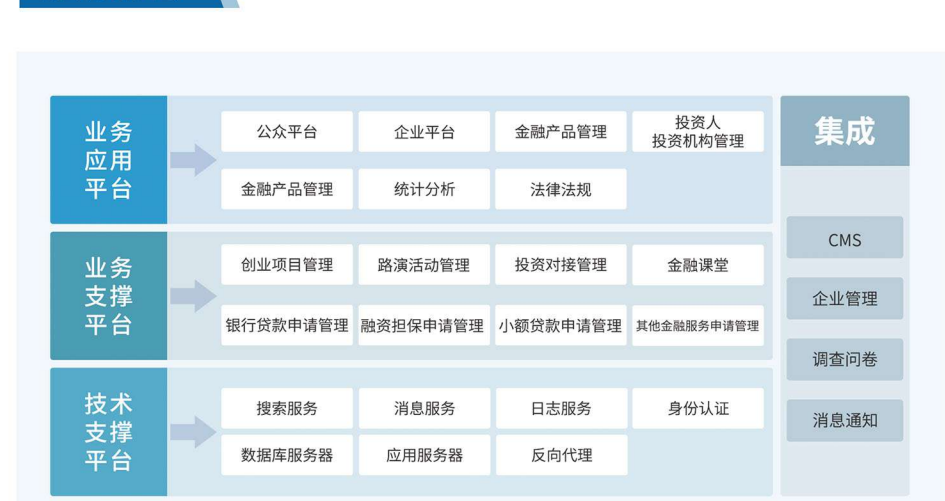 业务
应用
平台
公众平台
企业平台
金融产品管理
投资人
投资机构管理
金融产品管理
统计分析
法律法规
业务
支撑
平台
创业项目管理
路演活动管理
投资对接管理
金融课堂
银行贷款申请管理
融资担保申请管理
小额贷款申请管理
其他金融服务申请管理
技术
支撑
平台
搜索服务
消息服务
日志服务
身份认证
数据库服务器
应用服务器
反向代理
集成
CMS
企业管理
调查问卷
消息通知